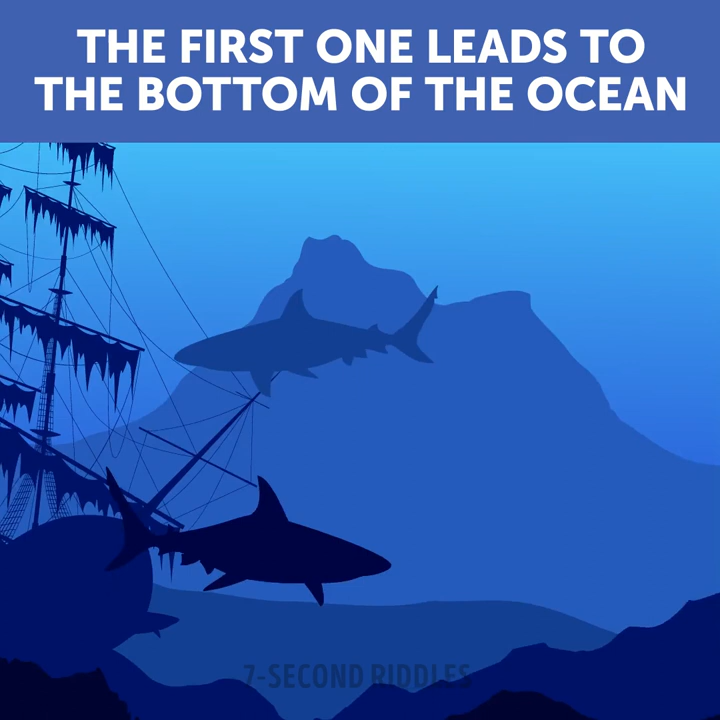 THE FIRST ONE LEADS TO
THE BOTTOM OF THE OCEAN
7-SECOND RIDDLES